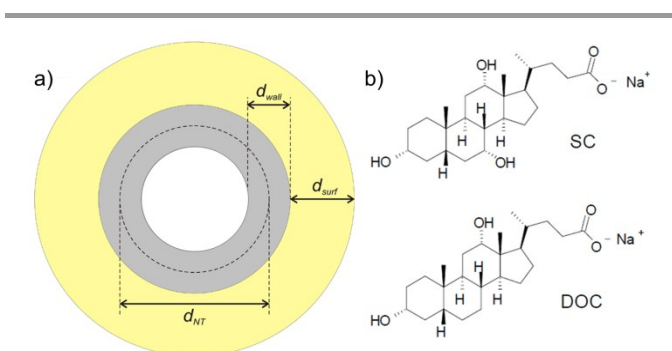 a)
d_wall
d_surf
d_NT
b)
OH
O
O⁻ Na⁺
HO
H
H
H
H
OH
SC
OH
O
O⁻ Na⁺
H
H
H
HO
H
DOC